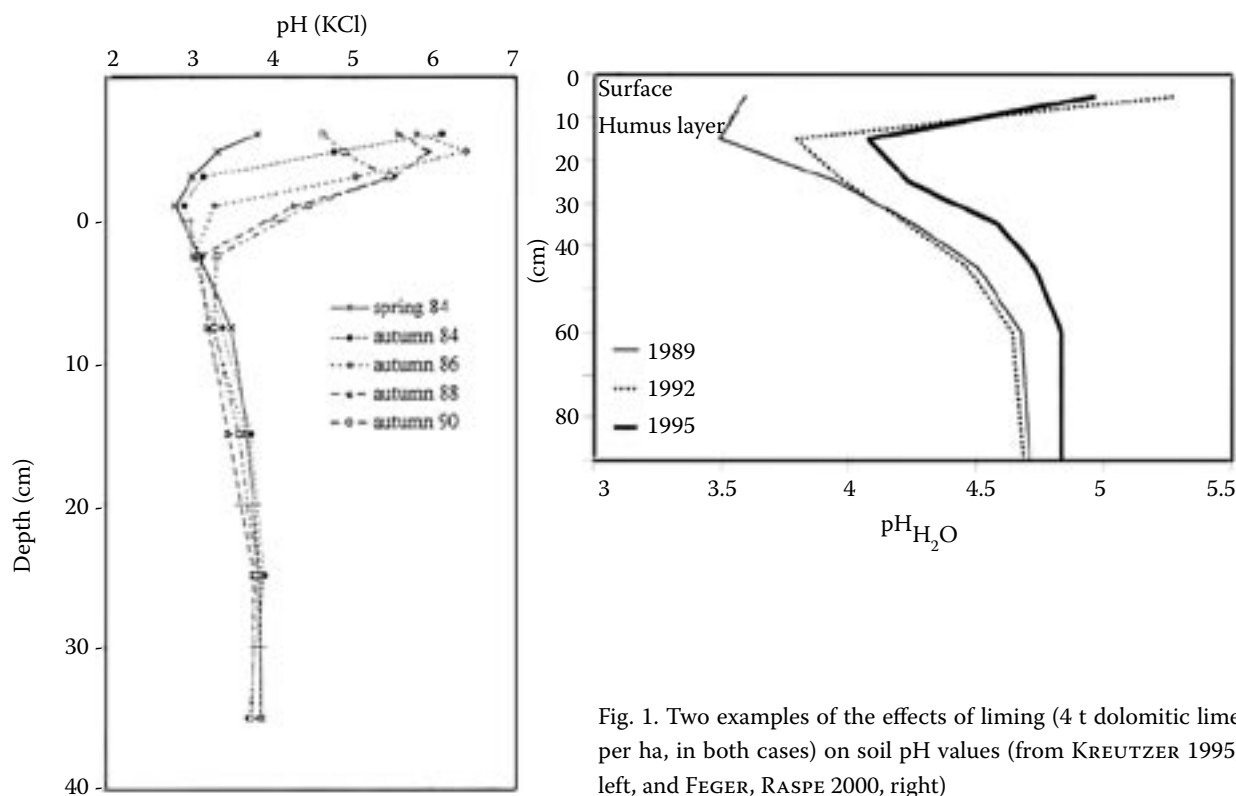 pH (KCl)
2 3 4 5 6 7
0
10
20
30
40
Depth (cm)
spring 84
autumn 84
autumn 86
autumn 88
autumn 90
0
10
20
30
40
60
80
(cm)
Surface
Humus layer
1989
1992
1995
3 3.5 4 4.5 5 5.5
pH H2O
Fig. 1. Two examples of the effects of liming (4 t dolomitic lime
per ha, in both cases) on soil pH values (from KREUTZER 1995
left, and FEGER, RASPE 2000, right)